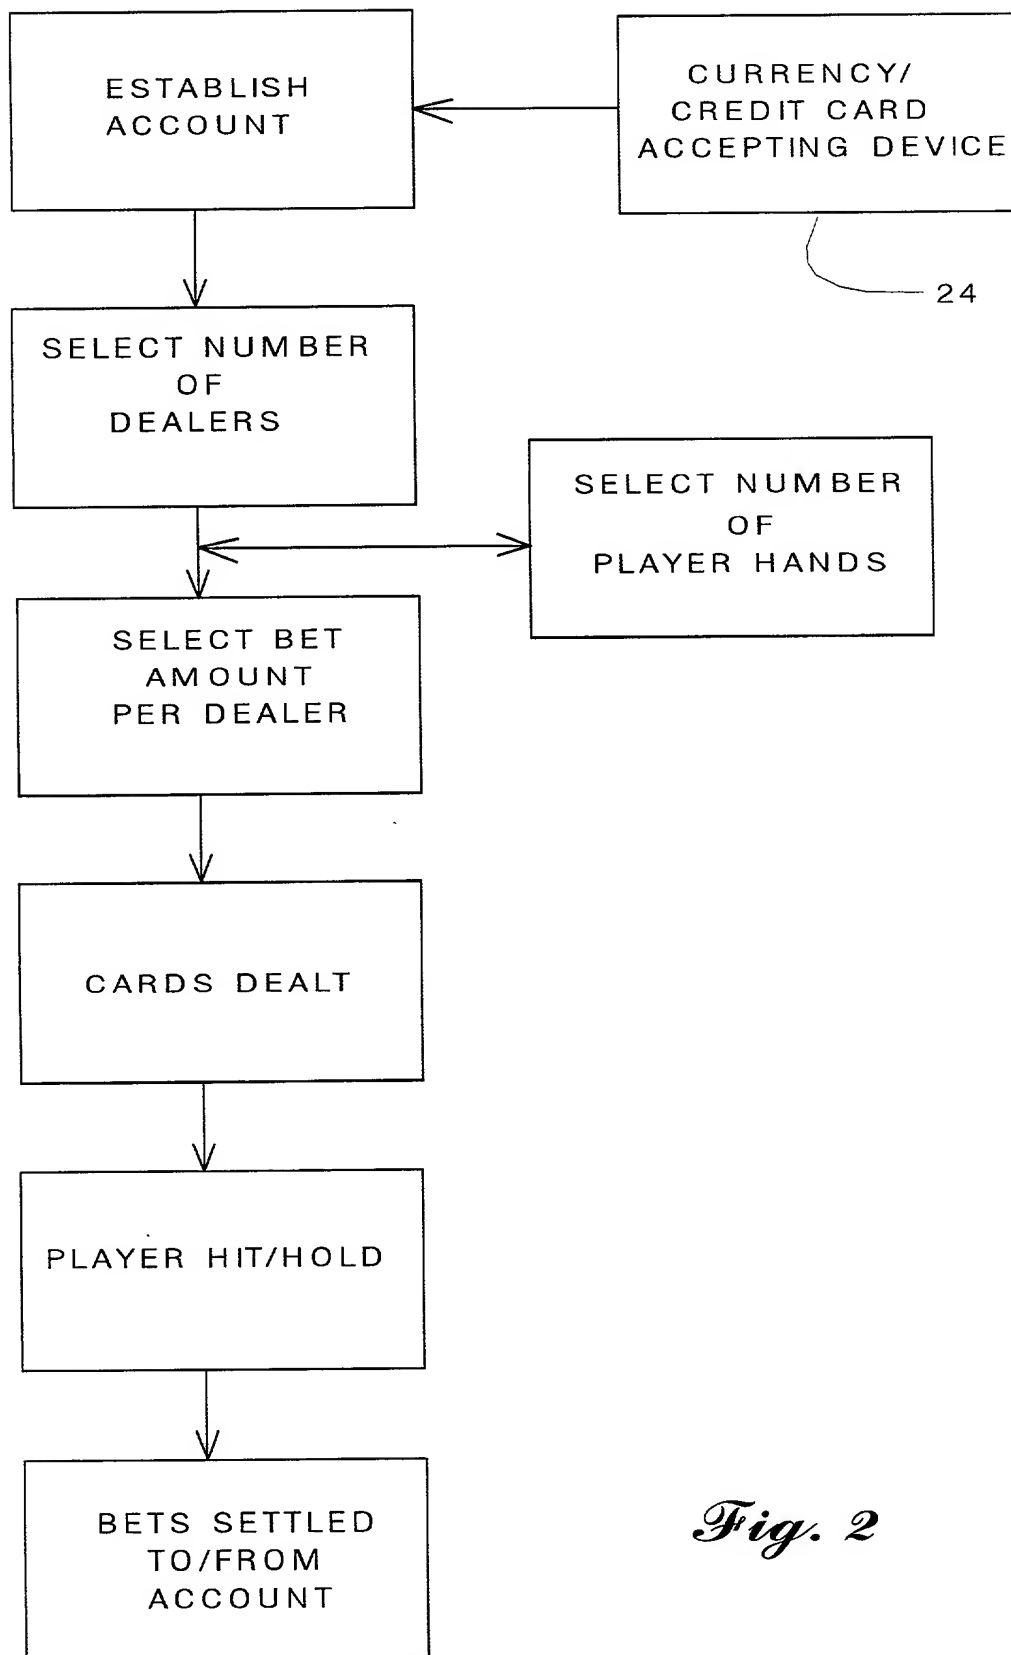 ESTABLISH
ACCOUNT
CURRENCY/
CREDIT CARD
ACCEPTING DEVICE
24
SELECT NUMBER
OF
DEALERS
SELECT NUMBER
OF
PLAYER HANDS
SELECT BET
AMOUNT
PER DEALER
CARDS DEALT
PLAYER HIT/HOLD
BETS SETTLED
TO/FROM
ACCOUNT
Fig. 2